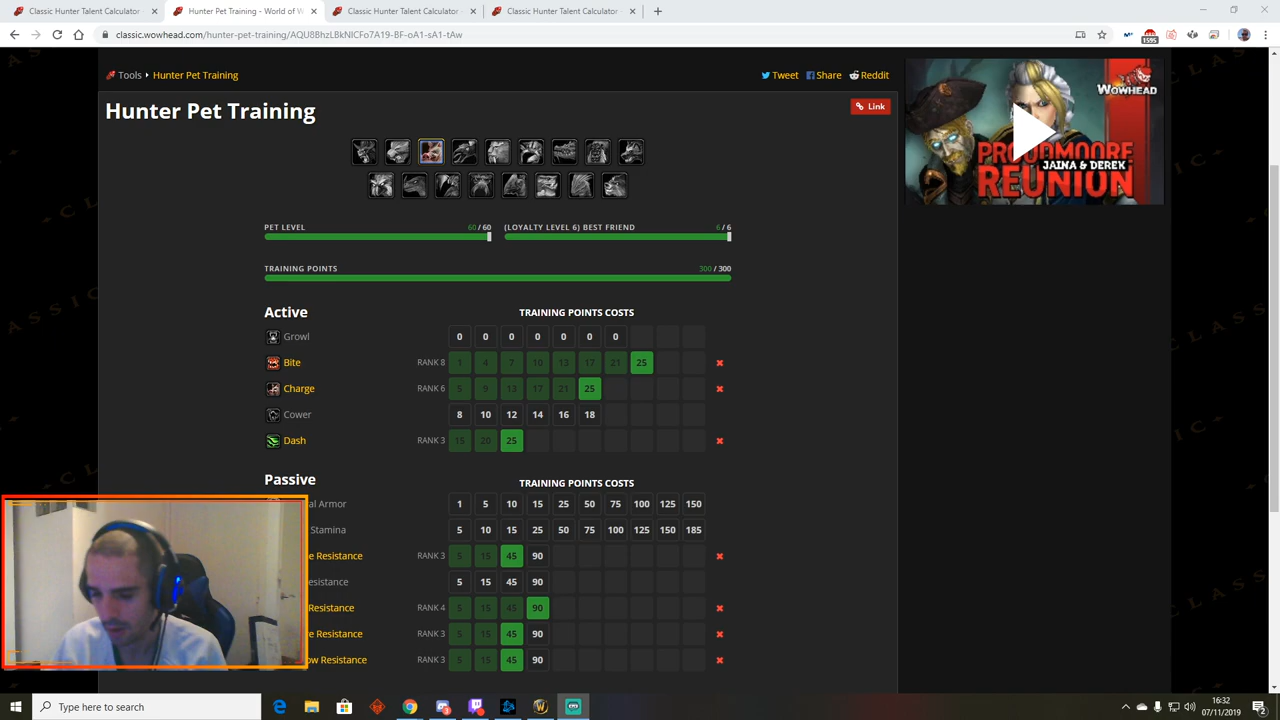 Classic Hunter Talent Calculator -
Hunter Pet Training - World of W
Classic Hunter Talent Calculator -
Classic Hunter Talent Calculator -
classic.wowhead.com/hunter-pet-training/AQU8BhzLBkNICFo7A19-BF-oA1-sA1-tAw
1595
Tools
Hunter Pet Training
Tweet
Share
Reddit
Hunter Pet Training
Link
WOWHEAD
PROUDMOORE
JAINA & DEREK
REUNION
PET LEVEL 60 / 60
(LOYALTY LEVEL 6) BEST FRIEND 6 / 6
TRAINING POINTS 300 / 300
Active TRAINING POINTS COSTS
Growl 0 0 0 0 0 0 0
Bite RANK 8 1 4 7 10 13 17 21 25
Charge RANK 6 5 9 13 17 21 25
Cower 8 10 12 14 16 18
Dash RANK 3 15 20 25
Passive TRAINING POINTS COSTS
al Armor 1 5 10 15 25 50 75 100 125 150
Stamina 5 10 15 25 50 75 100 125 150 185
e Resistance RANK 3 5 15 45 90
esistance 5 15 45 90
Resistance RANK 4 5 15 45 90
e Resistance RANK 3 5 15 45 90
ow Resistance RANK 3 5 15 45 90
Type here to search
16:32
07/11/2019
2